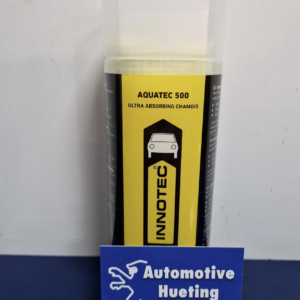 AQUATEC 500
ULTRA ABSORBING CHAMOIS
INNOTEC®
Automotive
Hueting